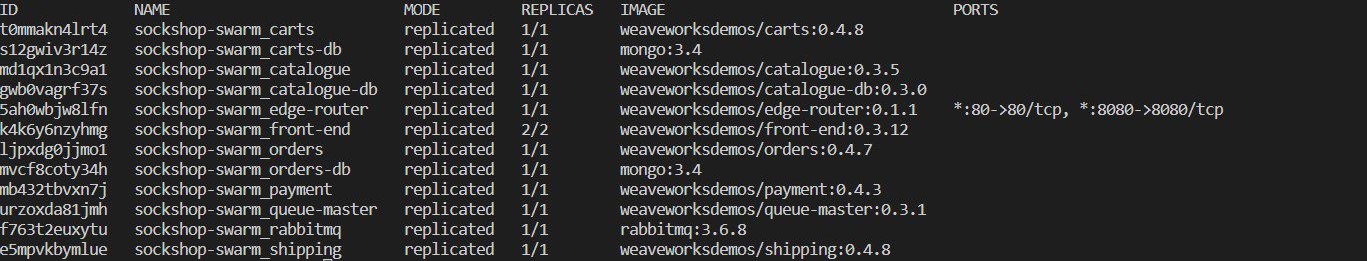 ID NAME MODE REPLICAS IMAGE PORTS
t0mmakn4lrt4 sockshop-swarm_carts replicated 1/1 weaveworksdemos/carts:0.4.8
s12gwiv3r14z sockshop-swarm_carts-db replicated 1/1 mongo:3.4
md1qx1n3c9a1 sockshop-swarm_catalogue replicated 1/1 weaveworksdemos/catalogue:0.3.5
gwb0vagrf37s sockshop-swarm_catalogue-db replicated 1/1 weaveworksdemos/catalogue-db:0.3.0
5ah0wbjw8lfn sockshop-swarm_edge-router replicated 1/1 weaveworksdemos/edge-router:0.1.1 *:80->80/tcp, *:8080->8080/tcp
k4k6y6nzyhmg sockshop-swarm_front-end replicated 2/2 weaveworksdemos/front-end:0.3.12
ljpxdg0jjmo1 sockshop-swarm_orders replicated 1/1 weaveworksdemos/orders:0.4.7
mvcf8coty34h sockshop-swarm_orders-db replicated 1/1 mongo:3.4
mb432tbvxn7j sockshop-swarm_payment replicated 1/1 weaveworksdemos/payment:0.4.3
urzoxda81jmh sockshop-swarm_queue-master replicated 1/1 weaveworksdemos/queue-master:0.3.1
f763t2euxytu sockshop-swarm_rabbitmq replicated 1/1 rabbitmq:3.6.8
e5mpvkbymlue sockshop-swarm_shipping replicated 1/1 weaveworksdemos/shipping:0.4.8